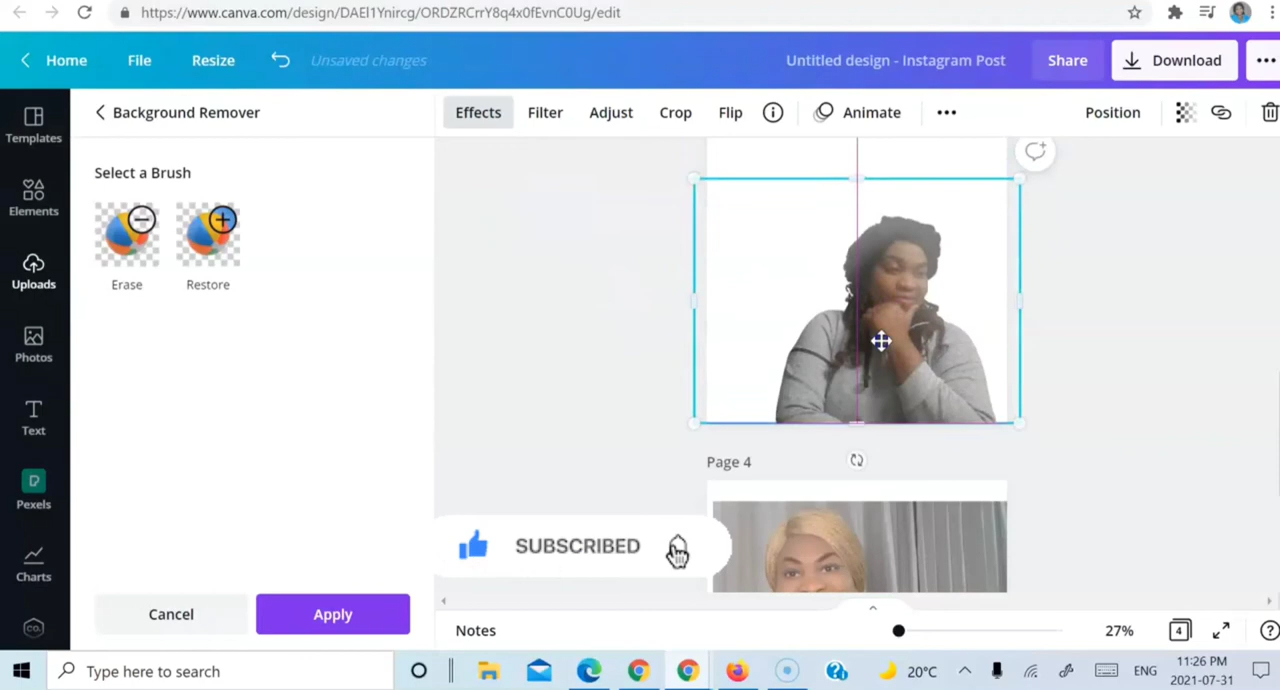 https://www.canva.com/design/DAEl1Ynircg/ORDZRCrrY8q4x0fEvnC0Ug/edit
Home File Resize Unsaved changes Untitled design - Instagram Post Share Download
Templates
Elements
Uploads
Photos
Text
Pexels
Charts
CO.
Background Remover
Select a Brush
Erase Restore
Cancel Apply
Effects Filter Adjust Crop Flip Animate Position
Page 4
SUBSCRIBED
Notes 27% 4
Type here to search
20°C ENG 11:26 PM
2021-07-31